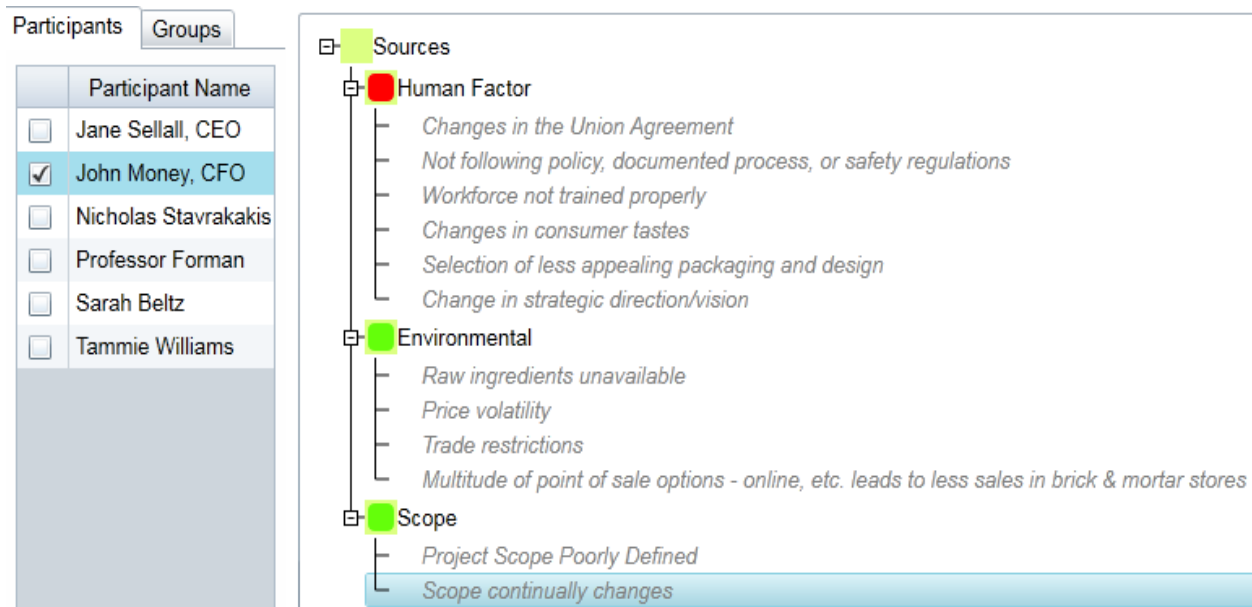 Participants
Groups
Participant Name
Jane Sellall, CEO
John Money, CFO
Nicholas Stavrakakis
Professor Forman
Sarah Beltz
Tammie Williams
Sources
Human Factor
Changes in the Union Agreement
Not following policy, documented process, or safety regulations
Workforce not trained properly
Changes in consumer tastes
Selection of less appealing packaging and design
Change in strategic direction/vision
Environmental
Raw ingredients unavailable
Price volatility
Trade restrictions
Multitude of point of sale options - online, etc. leads to less sales in brick & mortar stores
Scope
Project Scope Poorly Defined
Scope continually changes